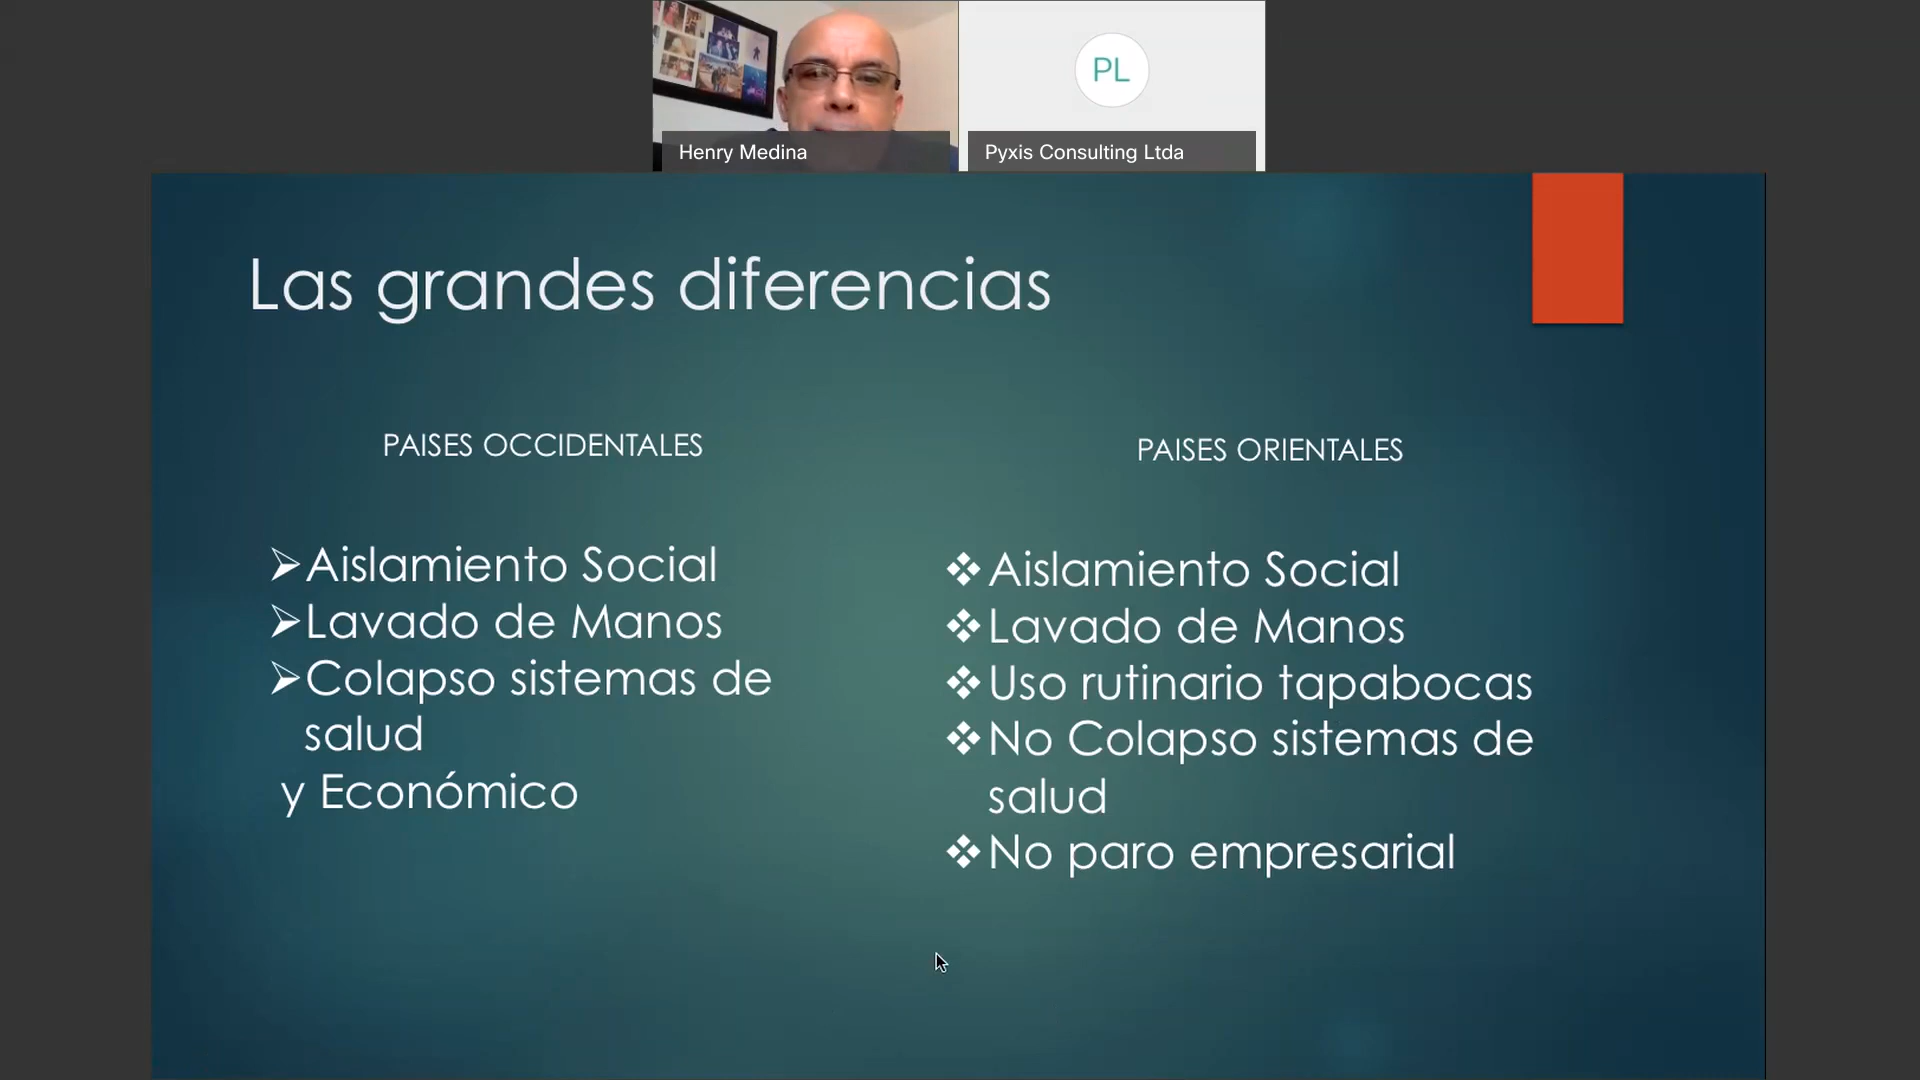 Henry Medina
PL
Pyxis Consulting Ltda
Las grandes diferencias
PAISES OCCIDENTALES
Aislamiento Social
Lavado de Manos
Colapso sistemas de
salud
y Económico
PAISES ORIENTALES
Aislamiento Social
Lavado de Manos
Uso rutinario tapabocas
No Colapso sistemas de
salud
No paro empresarial